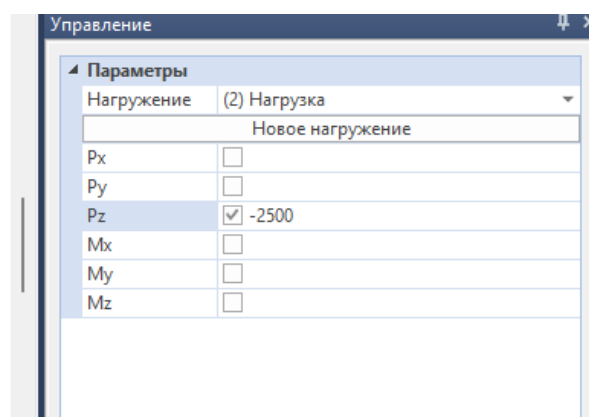 Управление
Параметры
Нагружение (2) Нагрузка
Новое нагружение
Px
Py
Pz -2500
Mx
My
Mz